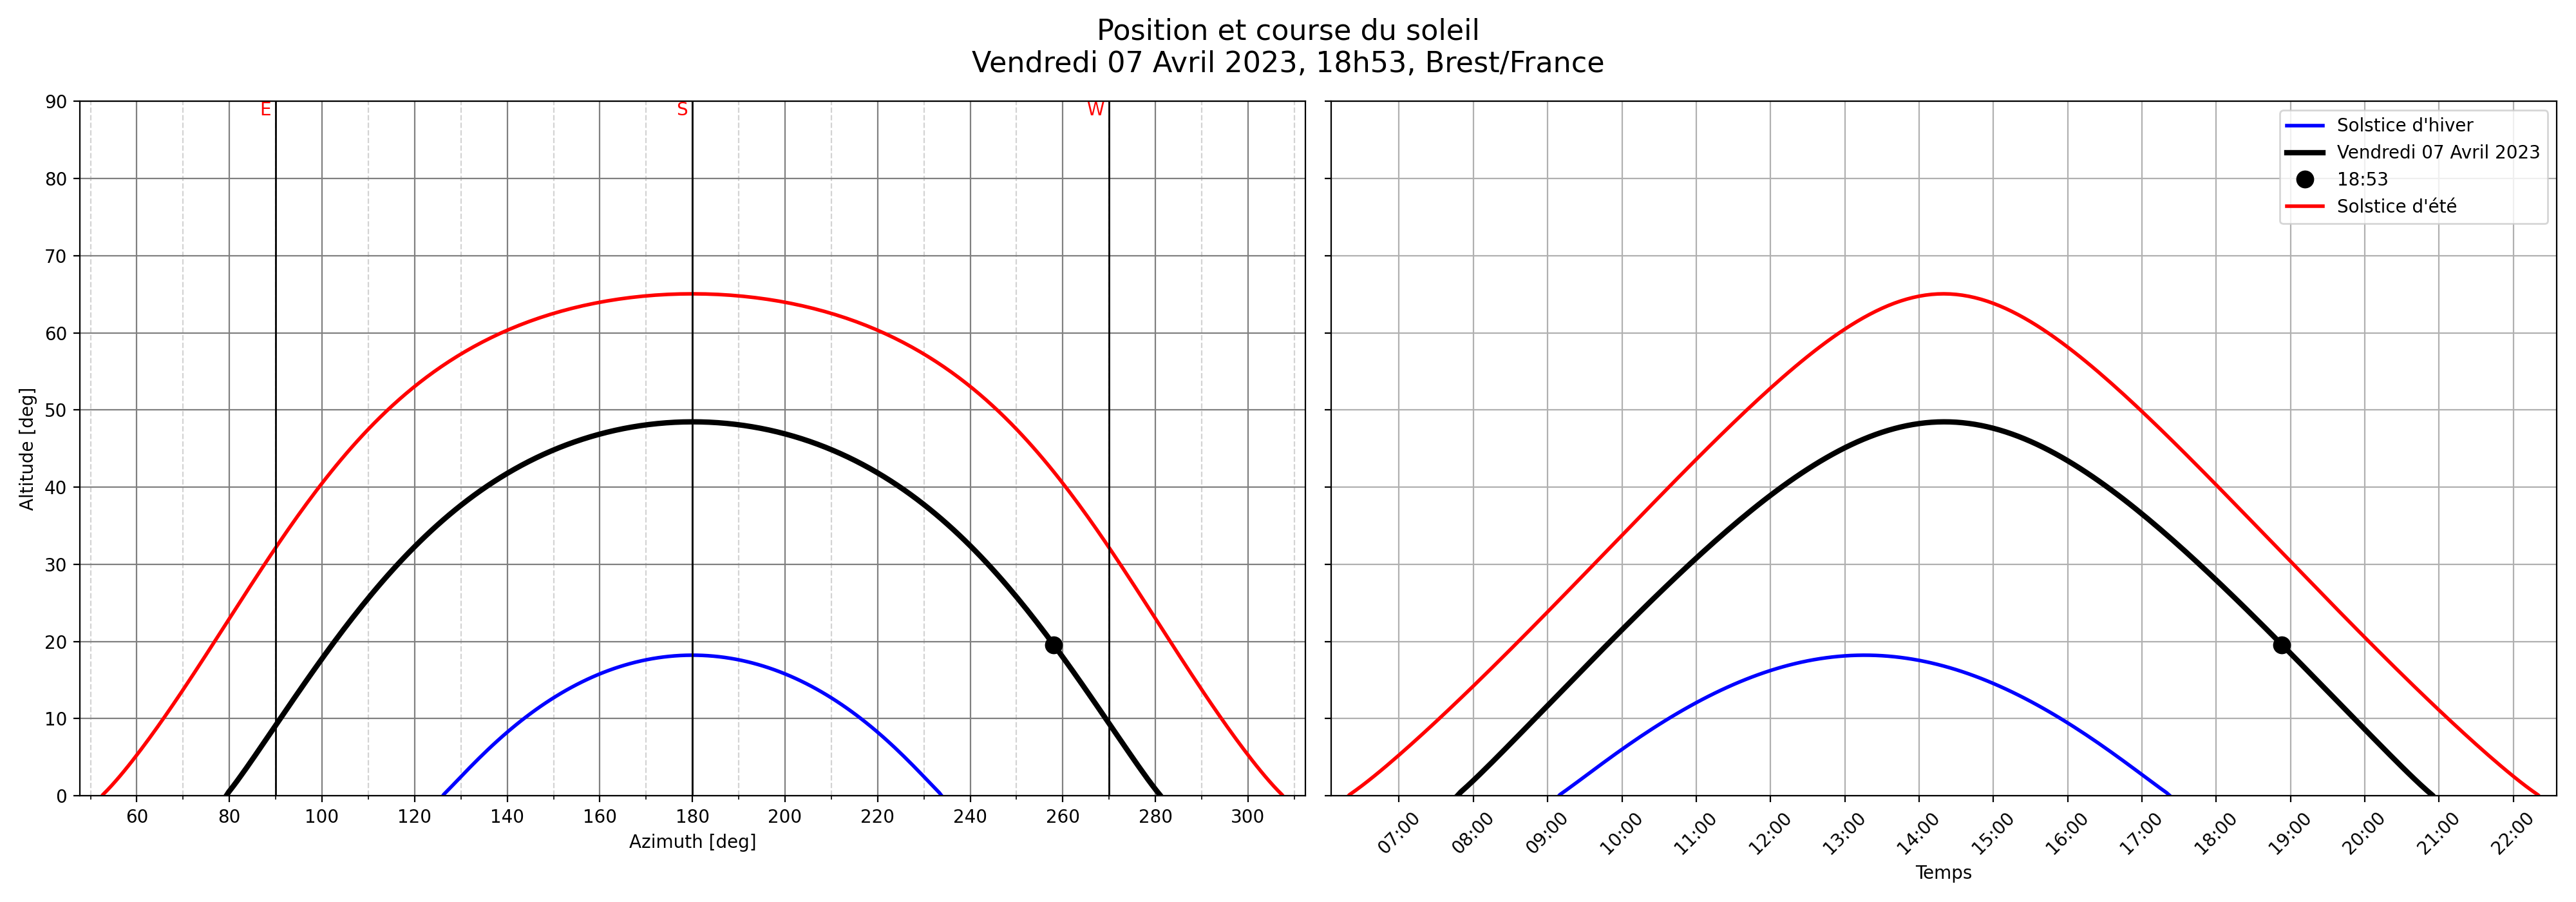 Position et course du soleil
Vendredi 07 Avril 2023, 18h53, Brest/France
E
S
W
90
80
70
60
50
40
30
20
10
0
Altitude [deg]
60 80 100 120 140 160 180 200 220 240 260 280 300
Azimuth [deg]
Solstice d'hiver
Vendredi 07 Avril 2023
18:53
Solstice d'été
07:00 08:00 09:00 10:00 11:00 12:00 13:00 14:00 15:00 16:00 17:00 18:00 19:00 20:00 21:00 22:00
Temps